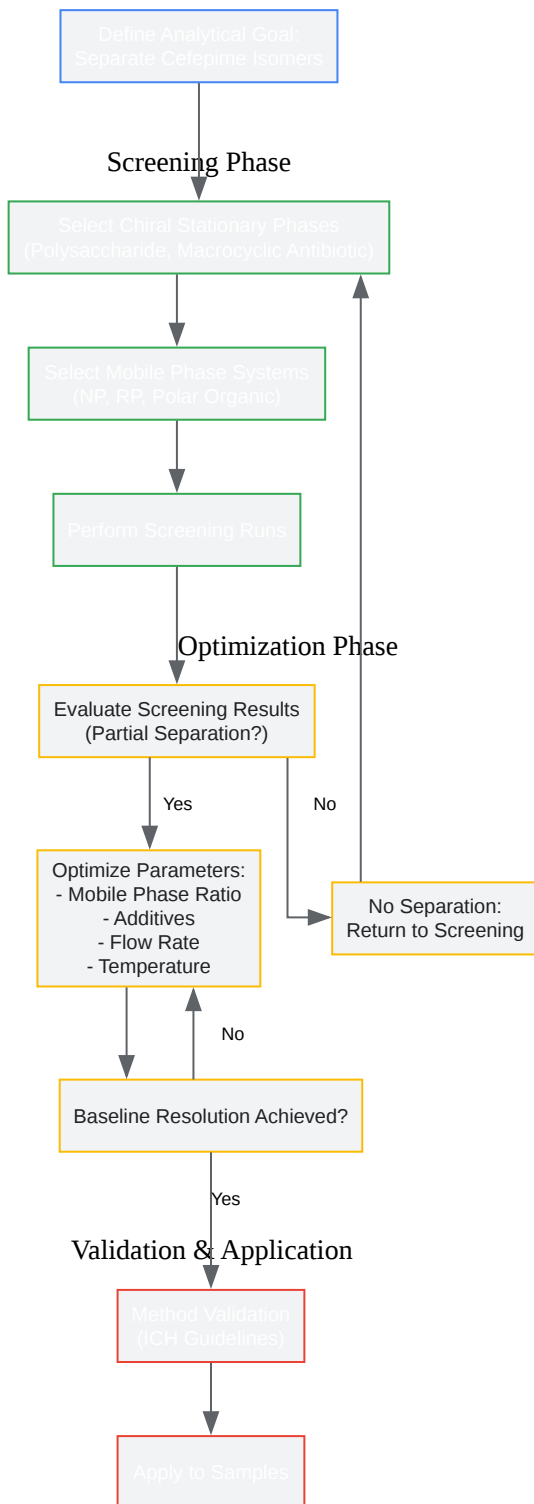 Define Analytical Goal:
Separate Cefepime Isomers
Screening Phase
Select Chiral Stationary Phases
(Polysaccharide, Macrocyclic Antibiotic)
Select Mobile Phase Systems
(NP, RP, Polar Organic)
Perform Screening Runs
Optimization Phase
Evaluate Screening Results
(Partial Separation?)
Yes
No
Optimize Parameters:
- Mobile Phase Ratio
- Additives
- Flow Rate
- Temperature
No Separation:
Return to Screening
No
Baseline Resolution Achieved?
Yes
Validation & Application
Method Validation
(ICH Guidelines)
Apply to Samples